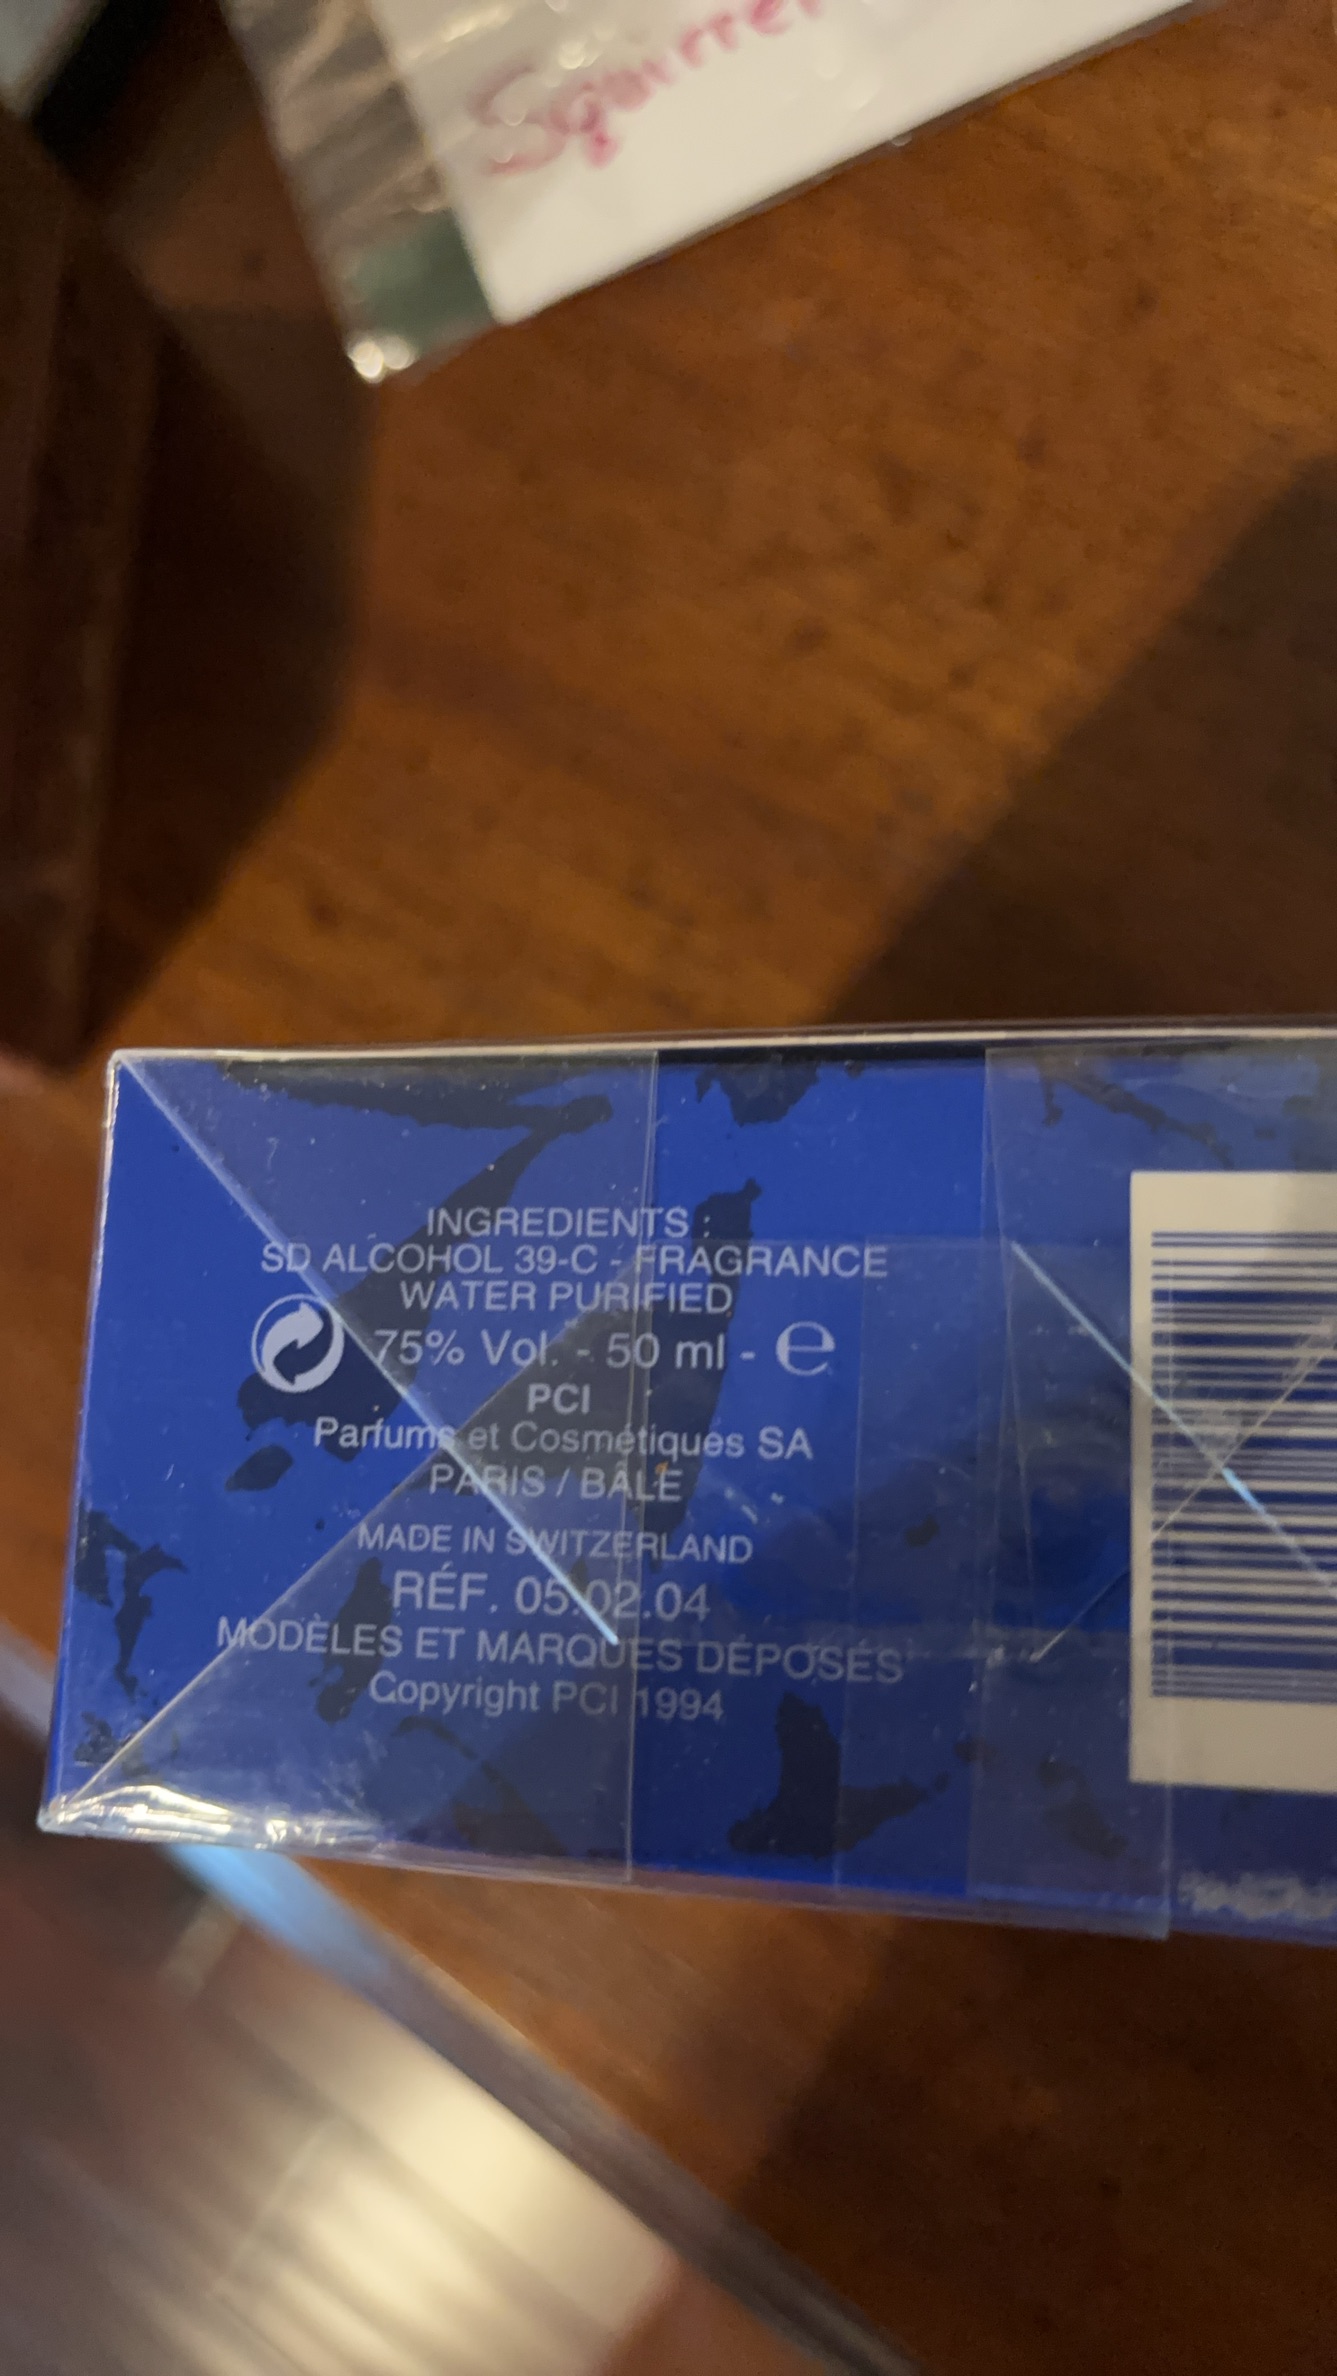 Squirrel
INGREDIENTS :
SD ALCOHOL 39-C - FRAGRANCE
WATER PURIFIED
75% Vol. - 50 ml - ℮
PCI
Parfums et Cosmétiques SA
PARIS / BÂLE
MADE IN SWITZERLAND
RÉF. 05.02.04
MODÈLES ET MARQUES DÉPOSÉS
Copyright PCI 1994